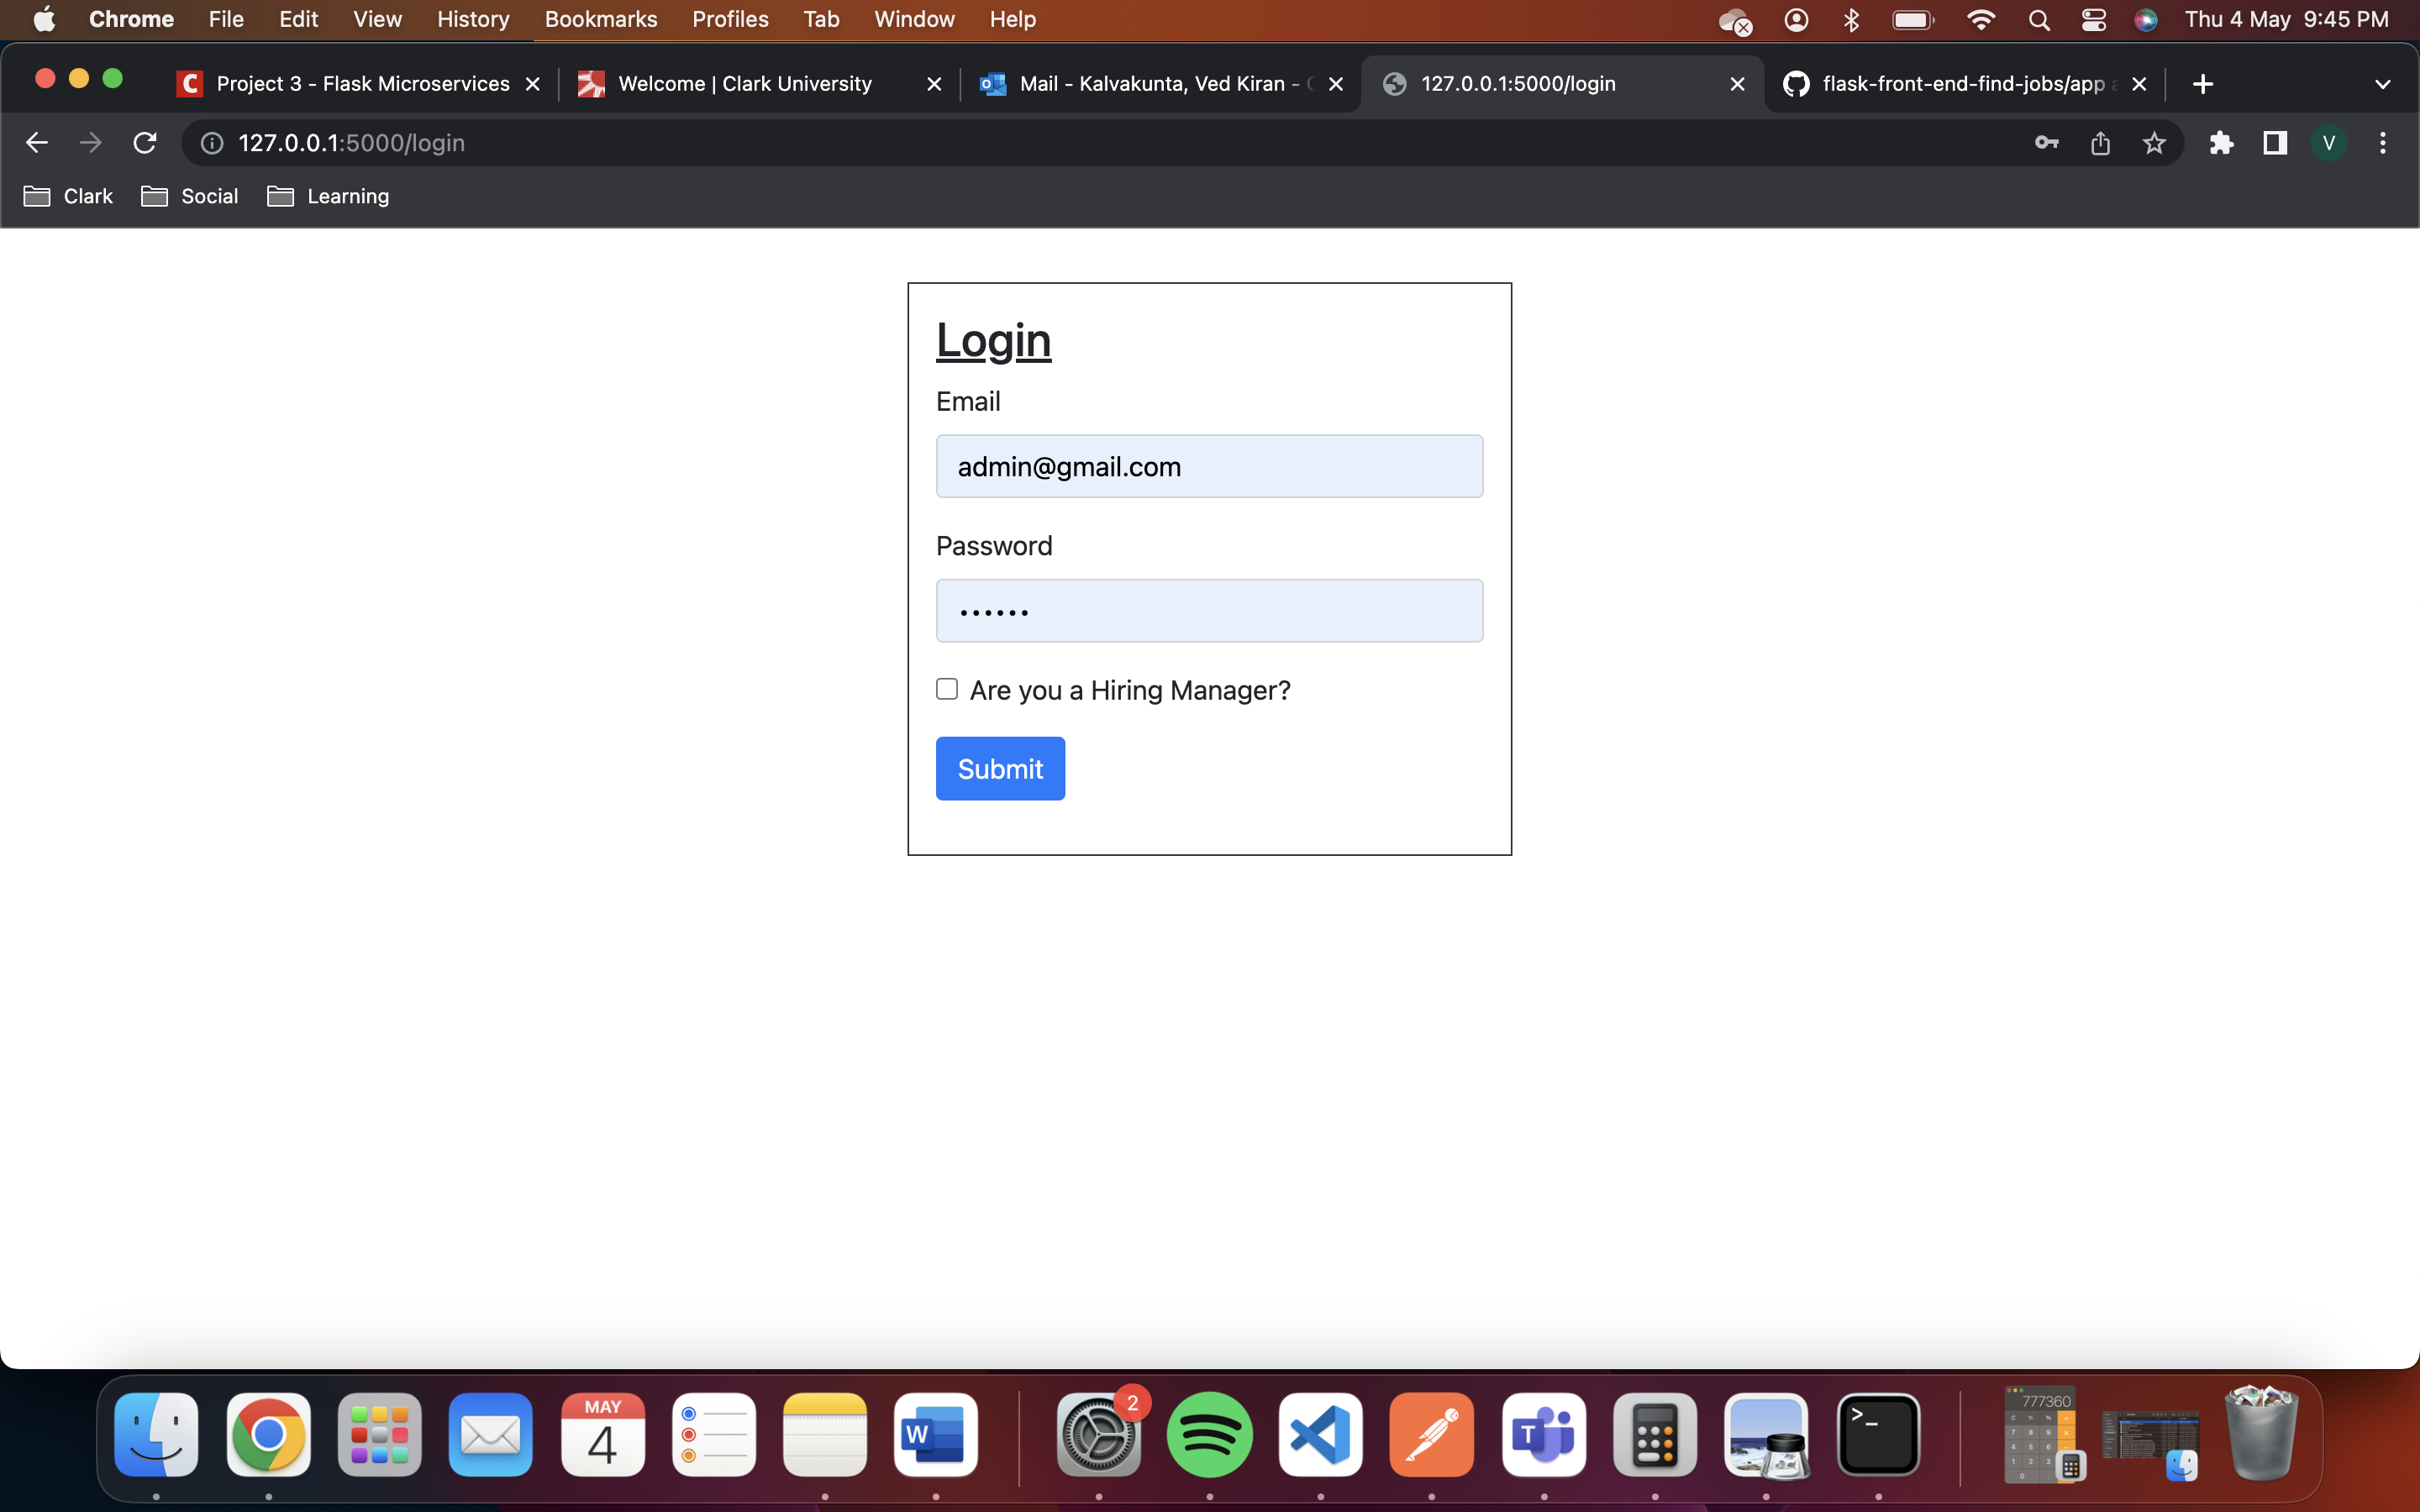 Chrome File Edit View History Bookmarks Profiles Tab Window Help Thu 4 May 9:45 PM
Project 3 - Flask Microservices Welcome | Clark University Mail - Kalvakunta, Ved Kiran - 127.0.0.1:5000/login flask-front-end-find-jobs/app
127.0.0.1:5000/login V
Clark Social Learning
Login
Email
admin@gmail.com
Password
Are you a Hiring Manager?
Submit
MAY
4
W
2
T
>_
777360